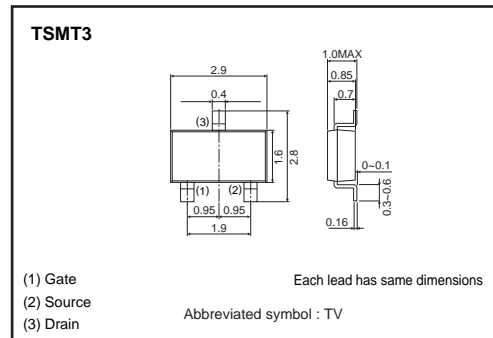 TSMT3
1.0MAX
2.9
0.85
0.4
0.7
(3)
1.6
2.8
0~0.1
(1)
(2)
0.3~0.6
0.95
0.95
0.16
1.9
(1) Gate
(2) Source
(3) Drain
Each lead has same dimensions
Abbreviated symbol : TV